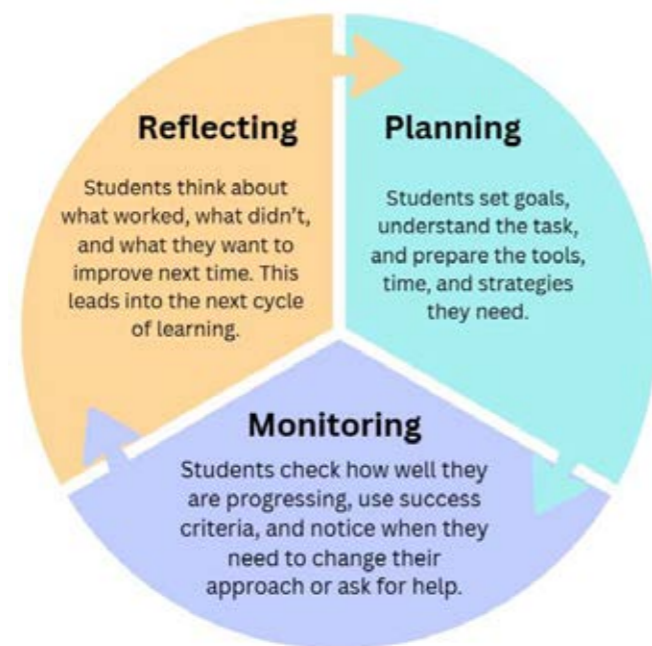 Reflecting
Students think about
what worked, what didn’t,
and what they want to
improve next time. This
leads into the next cycle
of learning.
Planning
Students set goals,
understand the task,
and prepare the tools,
time, and strategies
they need.
Monitoring
Students check how well they
are progressing, use success
criteria, and notice when they
need to change their
approach or ask for help.